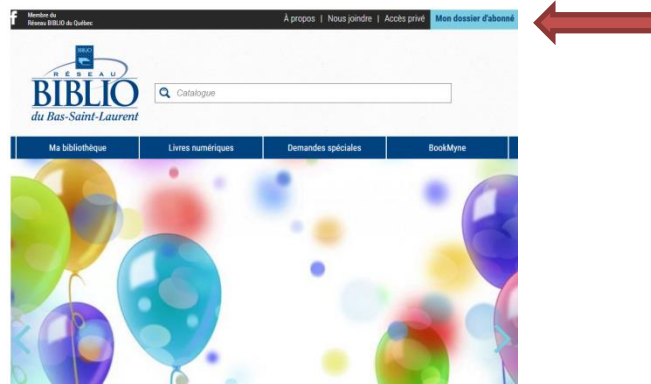 f
Membre du
Réseau BIBLIO du Québec
À propos | Nous joindre | Accès privé Mon dossier d'abonné
BIBLIO
RÉSEAU
BIBLIO
du Bas-Saint-Laurent
Catalogue
Ma bibliothèque Livres numériques Demandes spéciales BookMyne